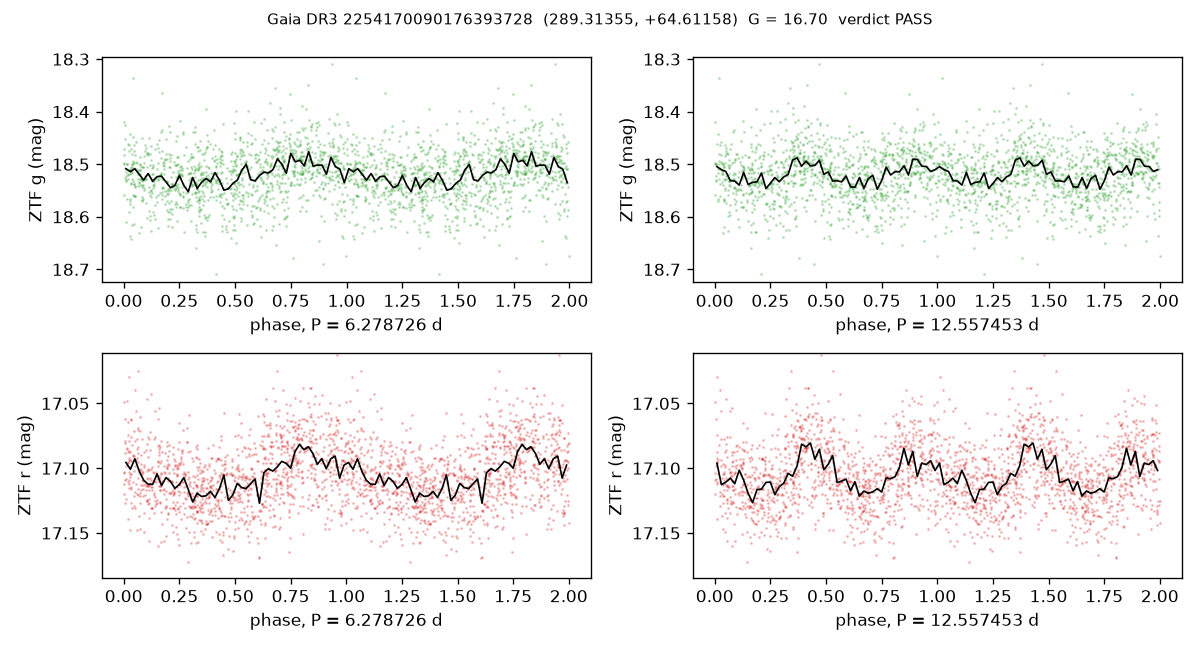 Gaia DR3 2254170090176393728  (289.31355, +64.61158)  G = 16.70  verdict PASS
ZTF g (mag)
18.3
18.4
18.5
18.6
18.7
0.00 0.25 0.50 0.75 1.00 1.25 1.50 1.75 2.00
phase, P = 6.278726 d
ZTF g (mag)
18.3
18.4
18.5
18.6
18.7
0.00 0.25 0.50 0.75 1.00 1.25 1.50 1.75 2.00
phase, P = 12.557453 d
ZTF r (mag)
17.05
17.10
17.15
0.00 0.25 0.50 0.75 1.00 1.25 1.50 1.75 2.00
phase, P = 6.278726 d
ZTF r (mag)
17.05
17.10
17.15
0.00 0.25 0.50 0.75 1.00 1.25 1.50 1.75 2.00
phase, P = 12.557453 d